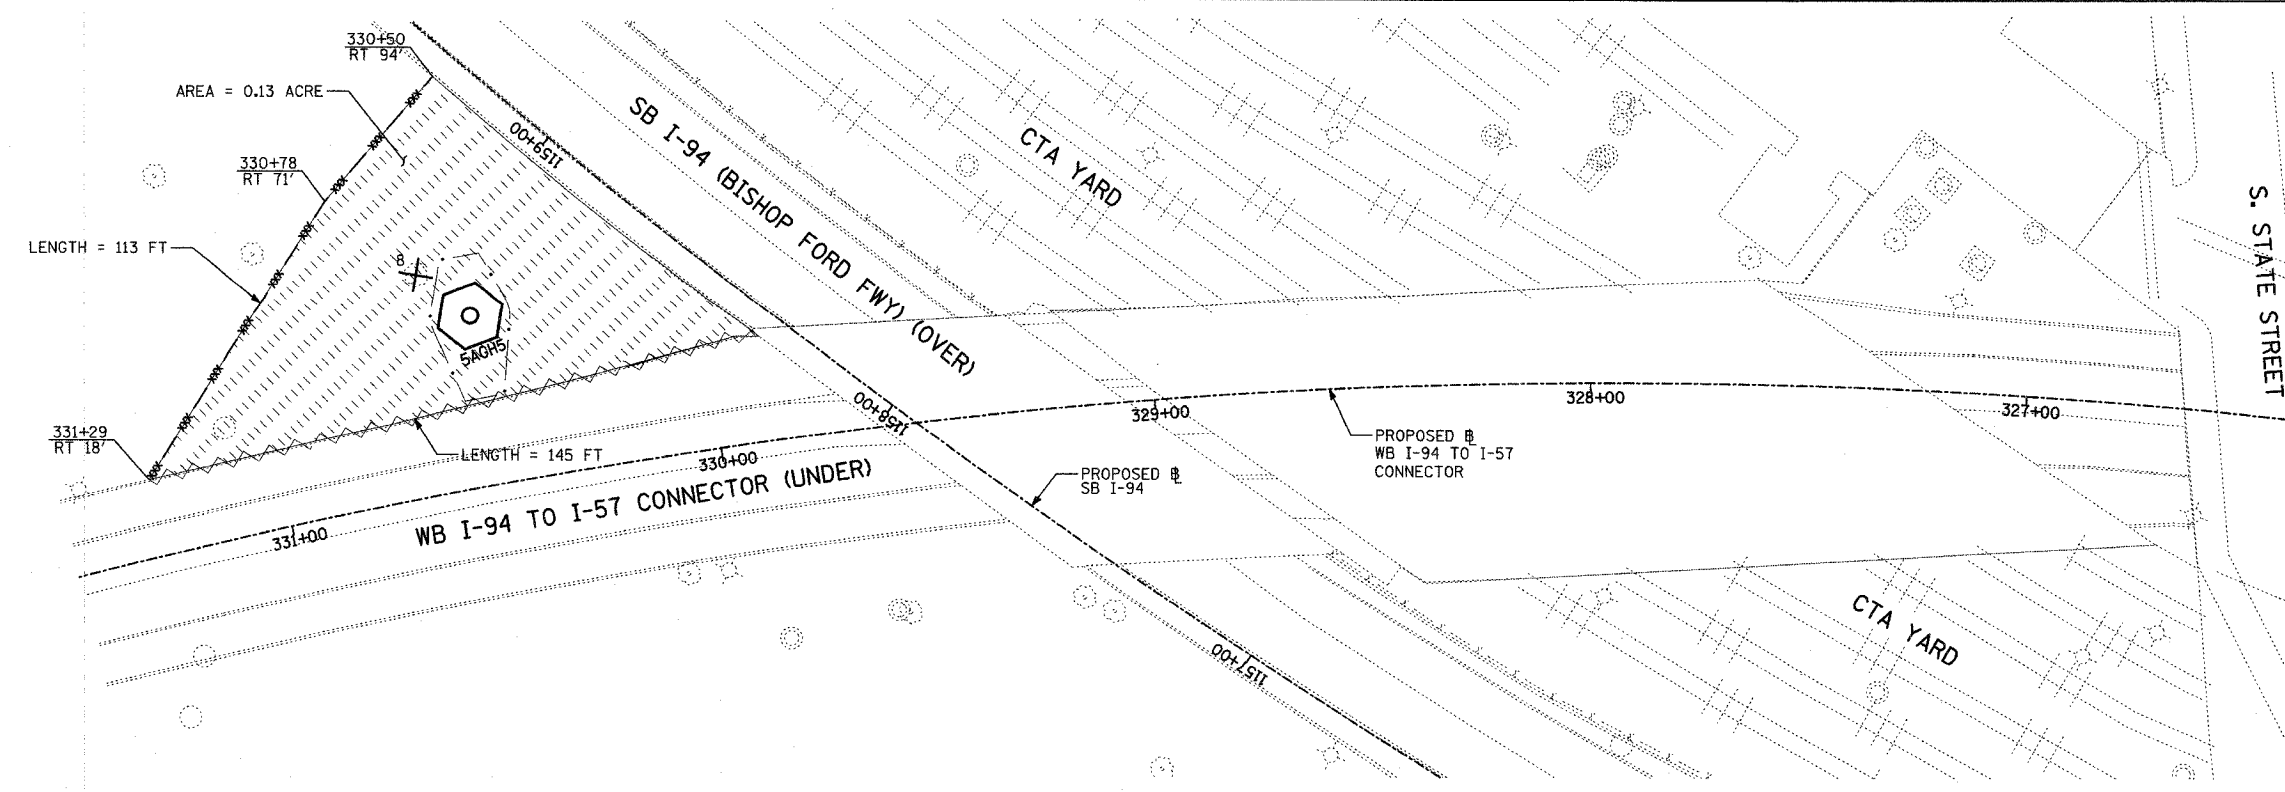 330+50
RT 94'
AREA = 0.13 ACRE
330+78
RT 71'
LENGTH = 113 FT
8
5AGH5
331+29
RT 18'
LENGTH = 145 FT
1159+00
SB I-94 (BISHOP FORD FWY) (OVER)
CTA YARD
S. STATE STREET
1158+00
329+00
328+00
327+00
330+00
331+00
WB I-94 TO I-57 CONNECTOR (UNDER)
PROPOSED ℄
SB I-94
PROPOSED ℄
WB I-94 TO I-57
CONNECTOR
1157+00
CTA YARD